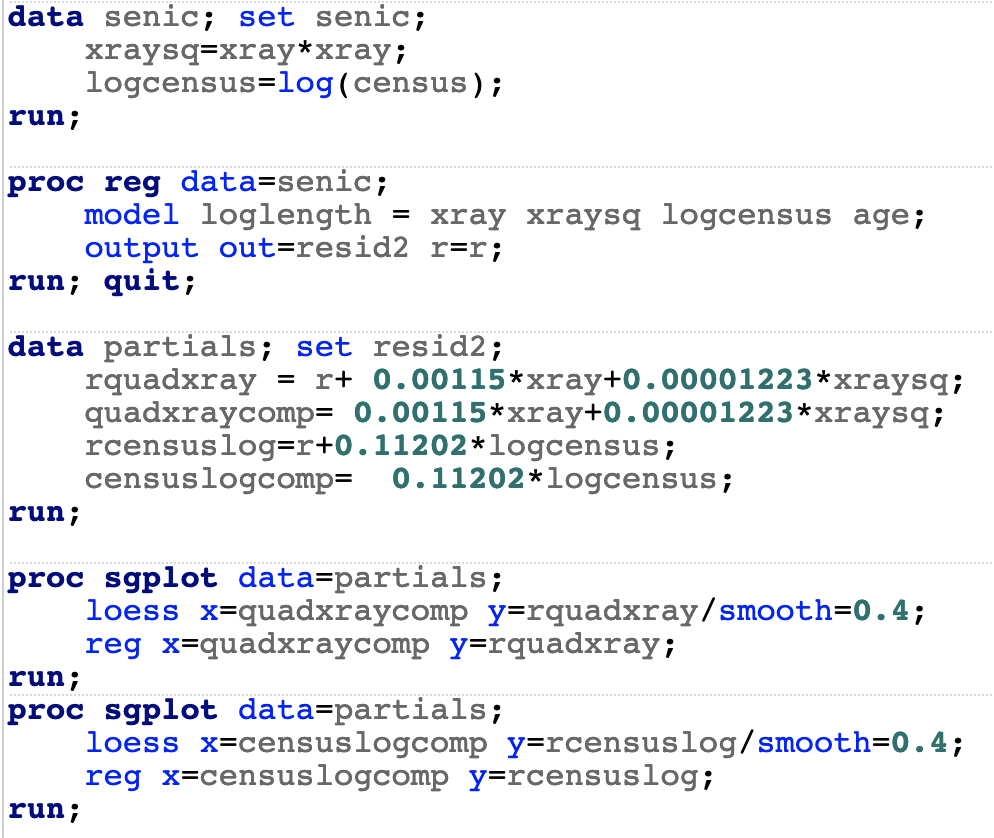 data senic; set senic;
xraysq=xray*xray;
logcensus=log(census);
run;
proc reg data=senic;
model loglength = xray xraysq logcensus age;
output out=resid2 r=r;
run; quit;
data partials; set resid2;
rquadxray = r+ 0.00115*xray+0.00001223*xraysq;
quadxraycomp= 0.00115*xray+0.00001223*xraysq;
rcensuslog=r+0.11202*logcensus;
censuslogcomp=  0.11202*logcensus;
run;
proc sgplot data=partials;
loess x=quadxraycomp y=rquadxray/smooth=0.4;
reg x=quadxraycomp y=rquadxray;
run;
proc sgplot data=partials;
loess x=censuslogcomp y=rcensuslog/smooth=0.4;
reg x=censuslogcomp y=rcensuslog;
run;